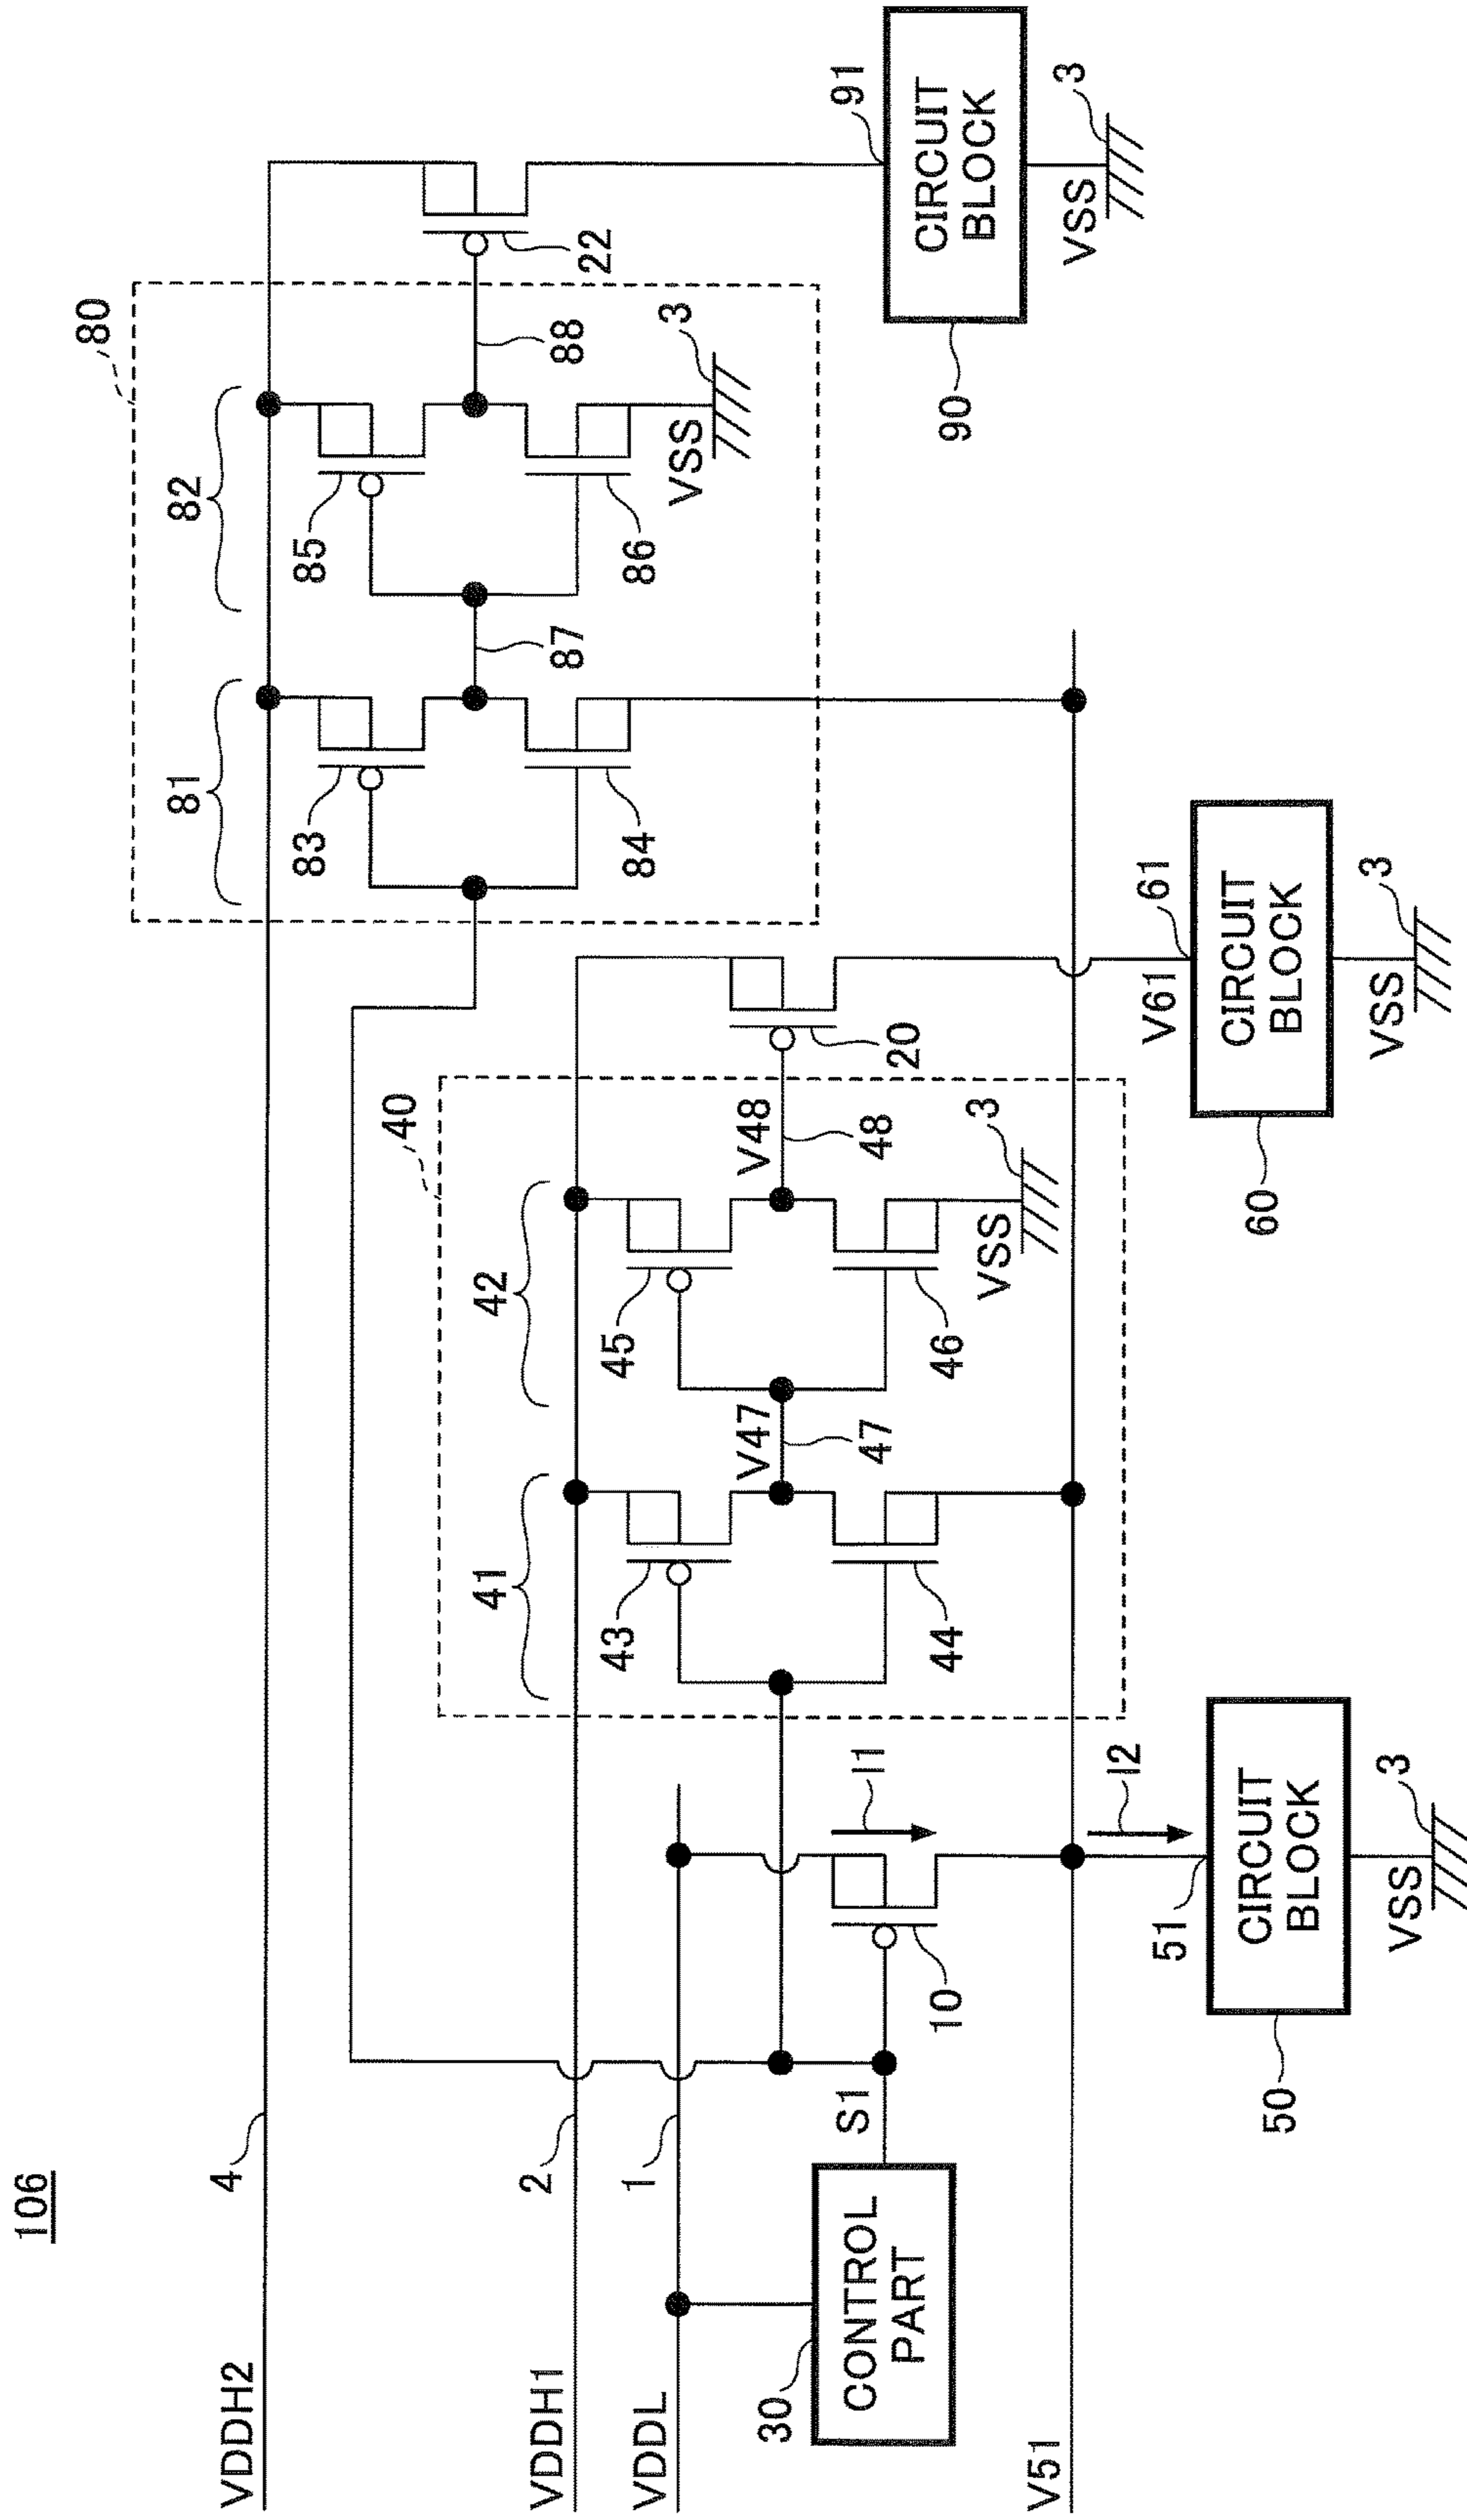 106
VDDH2
4
VDDH1
2
VDDL
1
V51
30
CONTROL
PART
S1
10
I1
I2
51
50
CIRCUIT
BLOCK
VSS
3
40
41
42
43
44
45
46
V47
47
V48
48
VSS
3
20
V61
61
60
CIRCUIT
BLOCK
VSS
3
80
81
82
83
84
85
86
87
88
VSS
3
22
91
90
CIRCUIT
BLOCK
VSS
3